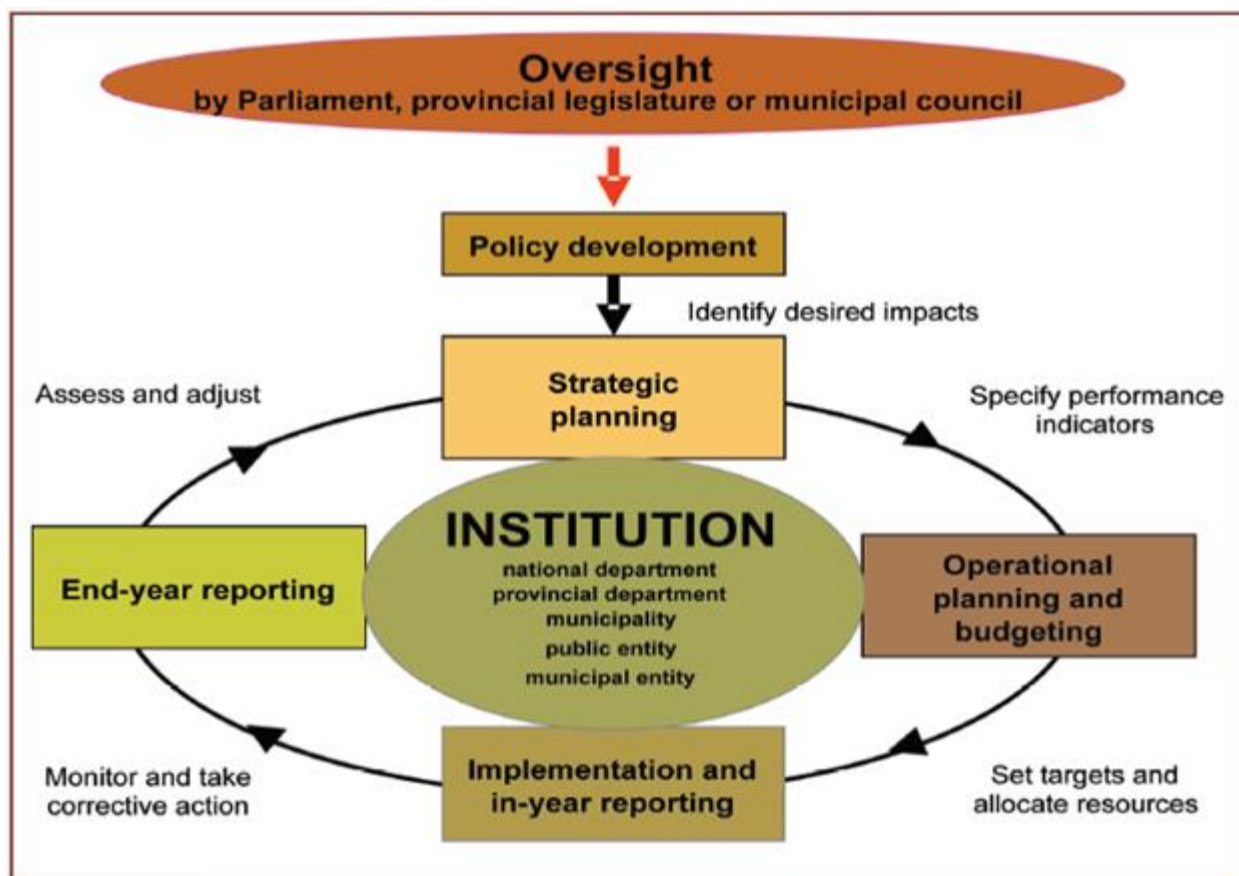 Oversight
by Parliament, provincial legislature or municipal council
Policy development
Identify desired impacts
Strategic
planning
Assess and adjust
Specify performance
indicators
INSTITUTION
national department
provincial department
municipality
public entity
municipal entity
End-year reporting
Operational
planning and
budgeting
Implementation and
in-year reporting
Monitor and take
corrective action
Set targets and
allocate resources